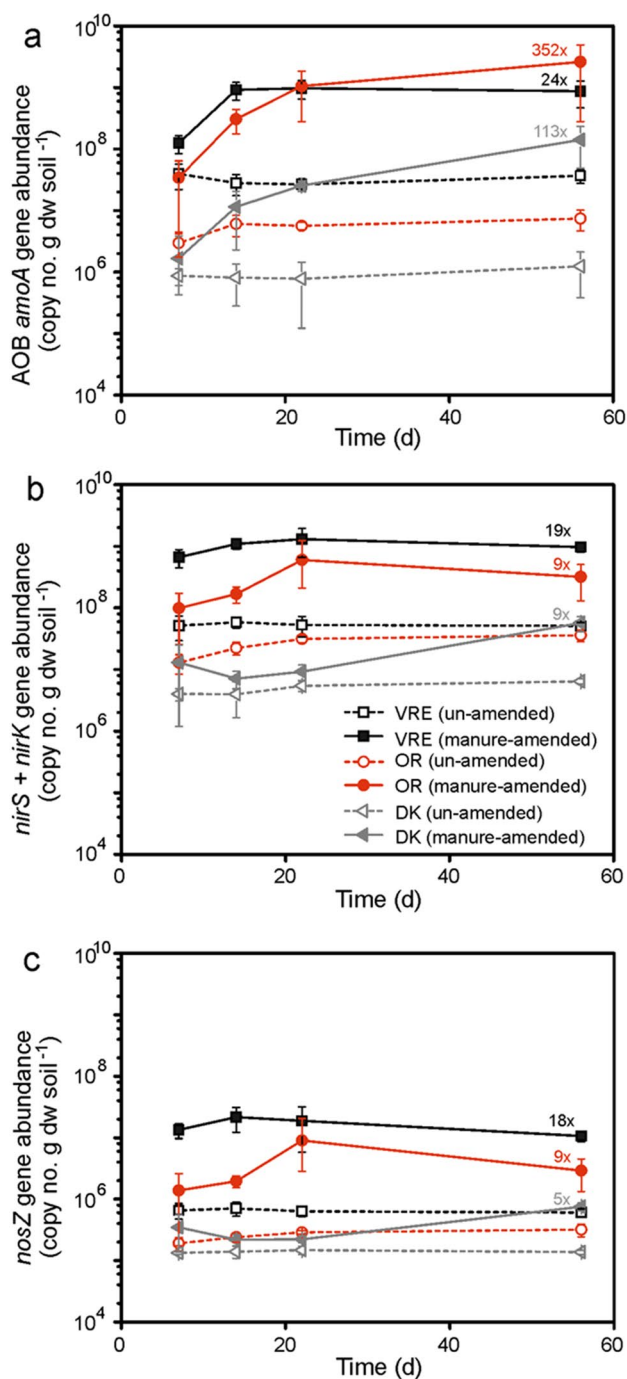 a
AOB amoA gene abundance
(copy no. g dw soil -1)
10^10
10^8
10^6
10^4
352x
24x
113x
0 20 40 60
Time (d)
b
nirS + nirK gene abundance
(copy no. g dw soil -1)
10^10
10^8
10^6
10^4
19x
9x
9x
VRE (un-amended)
VRE (manure-amended)
OR (un-amended)
OR (manure-amended)
DK (un-amended)
DK (manure-amended)
0 20 40 60
Time (d)
c
nosZ gene abundance
(copy no. g dw soil -1)
10^10
10^8
10^6
10^4
18x
9x
5x
0 20 40 60
Time (d)